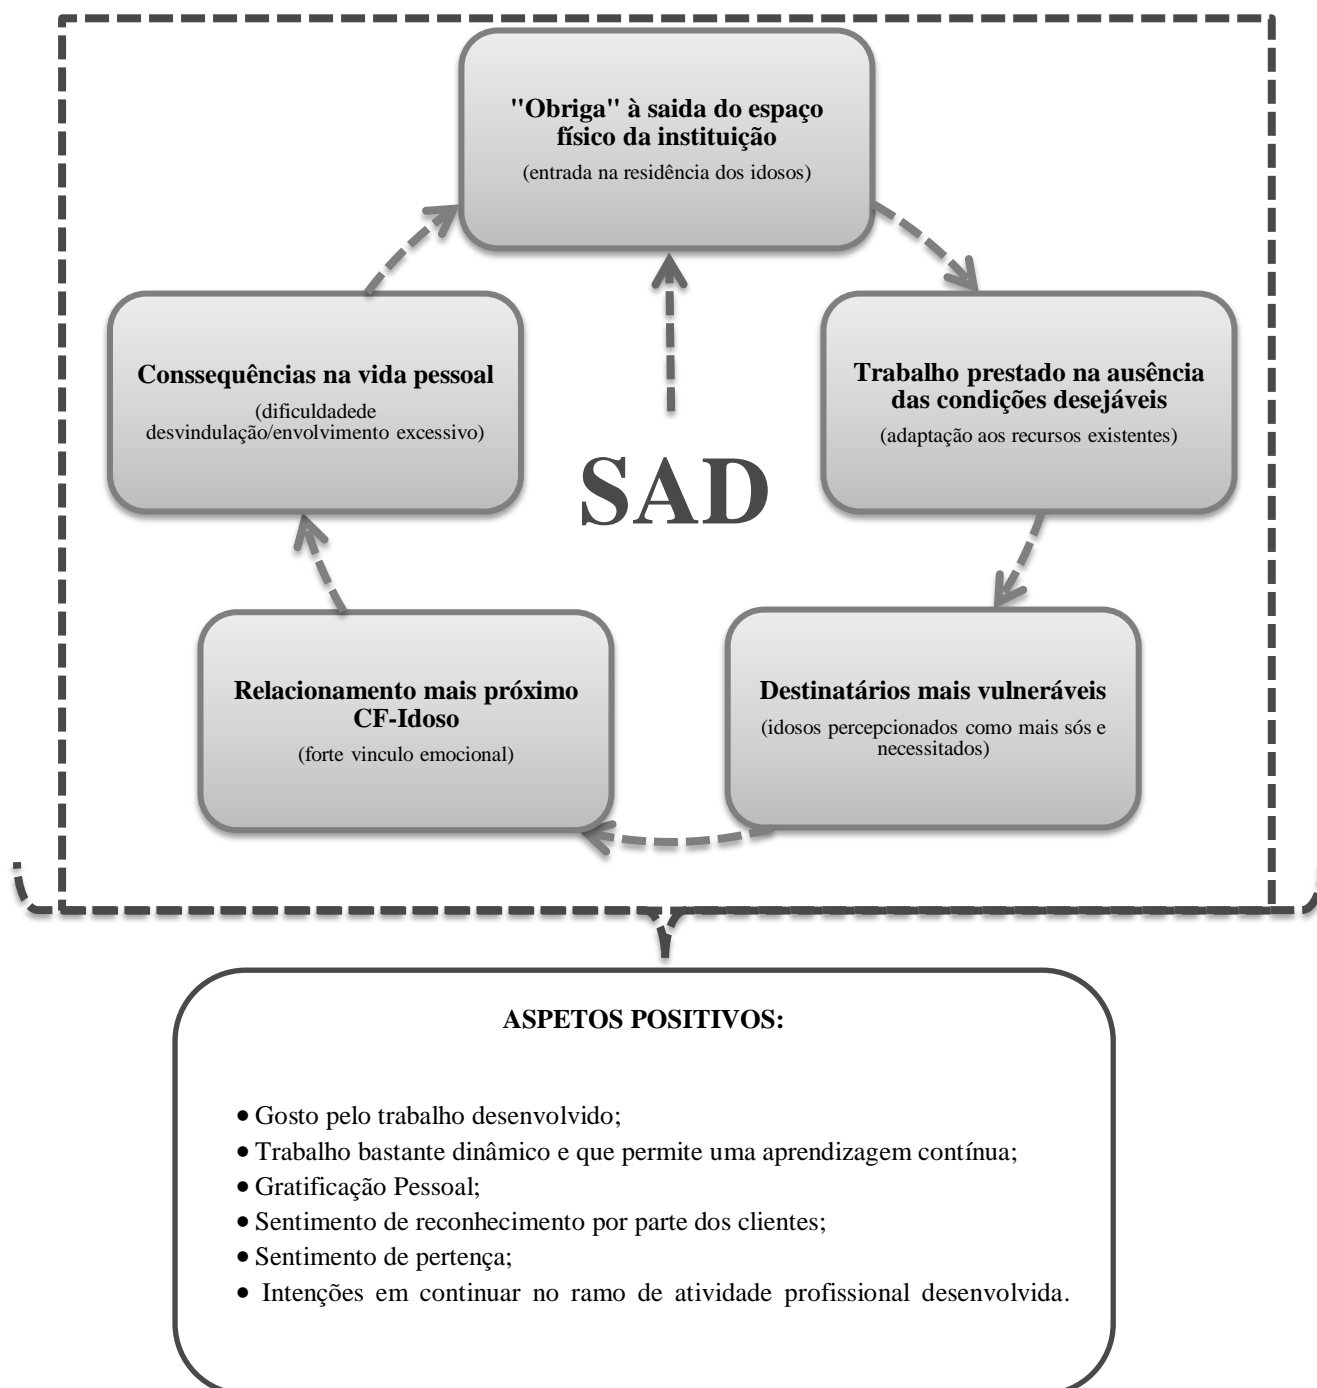 "Obriga" à saida do espaço
físico da instituição
(entrada na residência dos idosos)
Conssequências na vida pessoal
(dificuldadede
desvindulação/envolvimento excessivo)
Trabalho prestado na ausência
das condições desejáveis
(adaptação aos recursos existentes)
SAD
Relacionamento mais próximo
CF-Idoso
(forte vinculo emocional)
Destinatários mais vulneráveis
(idosos percepcionados como mais sós e
necessitados)
ASPETOS POSITIVOS:
• Gosto pelo trabalho desenvolvido;
• Trabalho bastante dinâmico e que permite uma aprendizagem contínua;
• Gratificação Pessoal;
• Sentimento de reconhecimento por parte dos clientes;
• Sentimento de pertença;
• Intenções em continuar no ramo de atividade profissional desenvolvida.